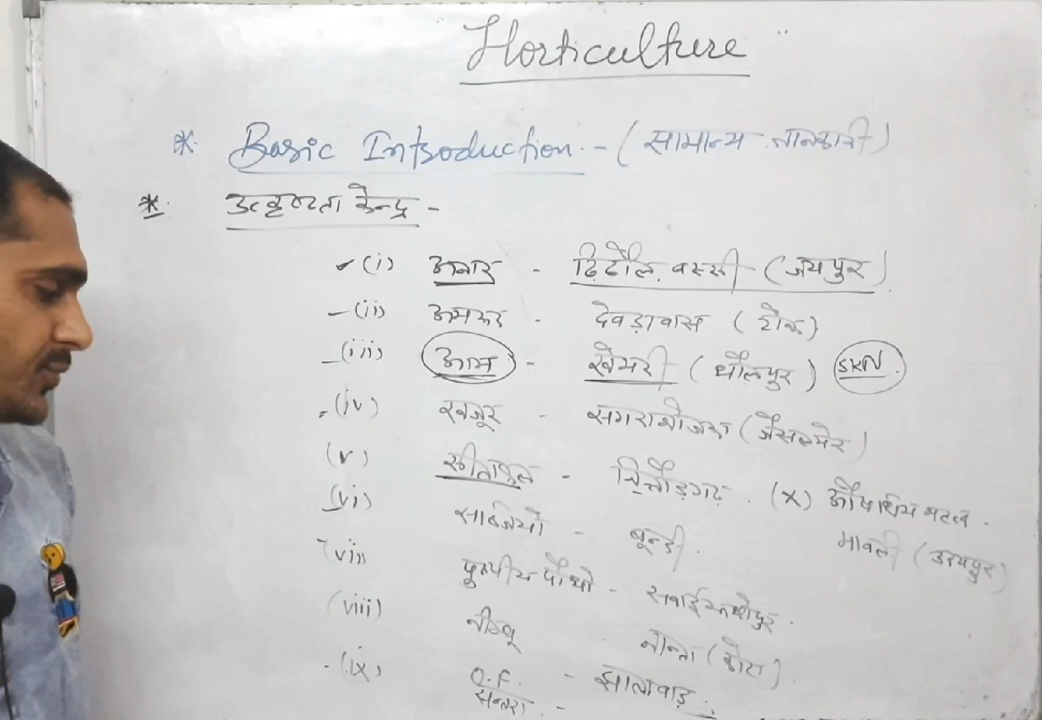 Horticulture
* Basic Introduction - (सामान्य जानकारी)
* उत्कृष्टता केन्द्र -
(i) अनार - ढिंढोल, बस्सी (जयपुर)
(ii) अमरूद - देवड़ावास (टोंक)
(iii) आम - खेमरी (धौलपुर) SKN
(iv) खजूर - सगराभोजका (जैसलमेर)
(v) सीताफल - चित्तौड़गढ़
(vi) सब्जियों - बून्दी
(vii) पुष्पीय पौधो - सवाईमाधोपुर
(viii) नीम्बू नान्ता (कोटा)
(ix) O.F. सन्तरा - झालावाड़
(x) औषधिय
मावली (उदयपुर)